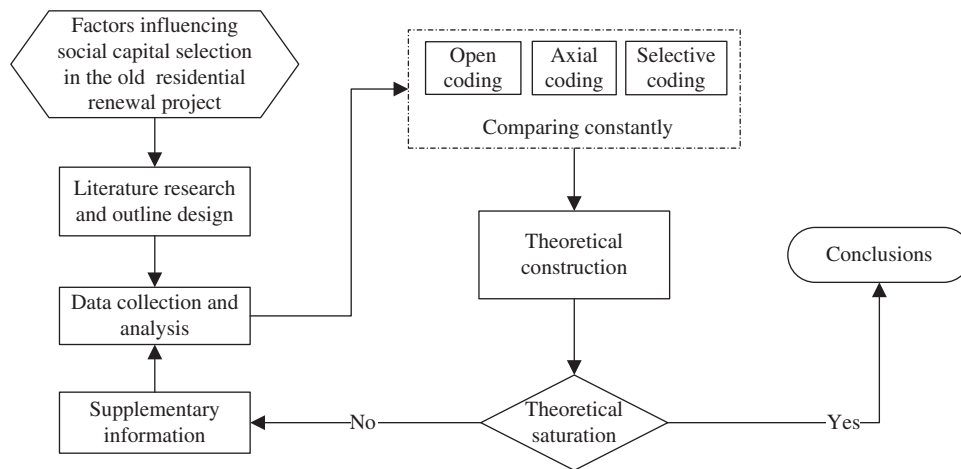 Factors influencing
social capital selection
in the old residential
renewal project
Literature research
and outline design
Data collection and
analysis
Supplementary
information
Open
coding
Axial
coding
Selective
coding
Comparing constantly
Theoretical
construction
Theoretical
saturation
No
Yes
Conclusions